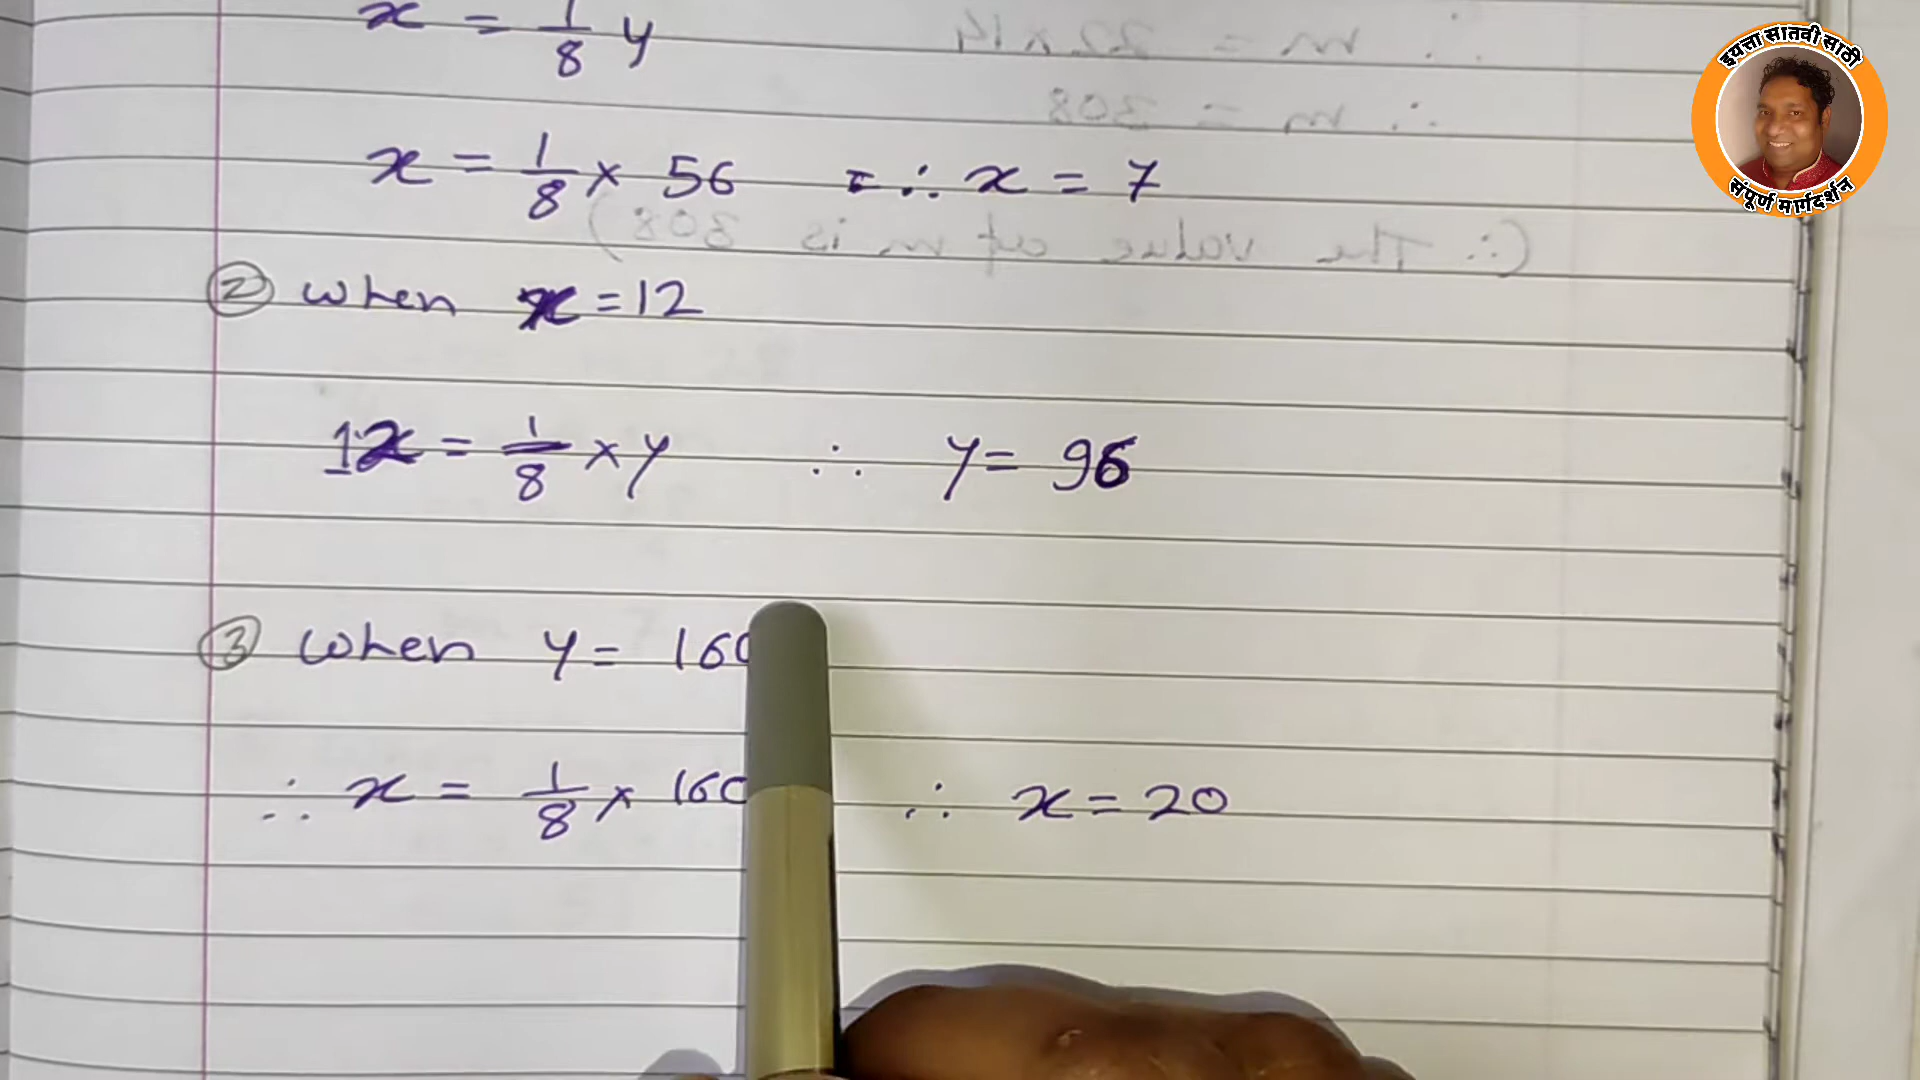 x = 1/8 y
x = 1/8 × 56 = ∴ x = 7
② when x = 12
12 = 1/8 × y ∴ y = 96
③ when y = 160
∴ x = 1/8 × 160 ∴ x = 20
∴ m = 22 × 14
∴ m = 308
(∴ The value of m is 308)
इयत्ता सातवी साठी
संपूर्ण मार्गदर्शन